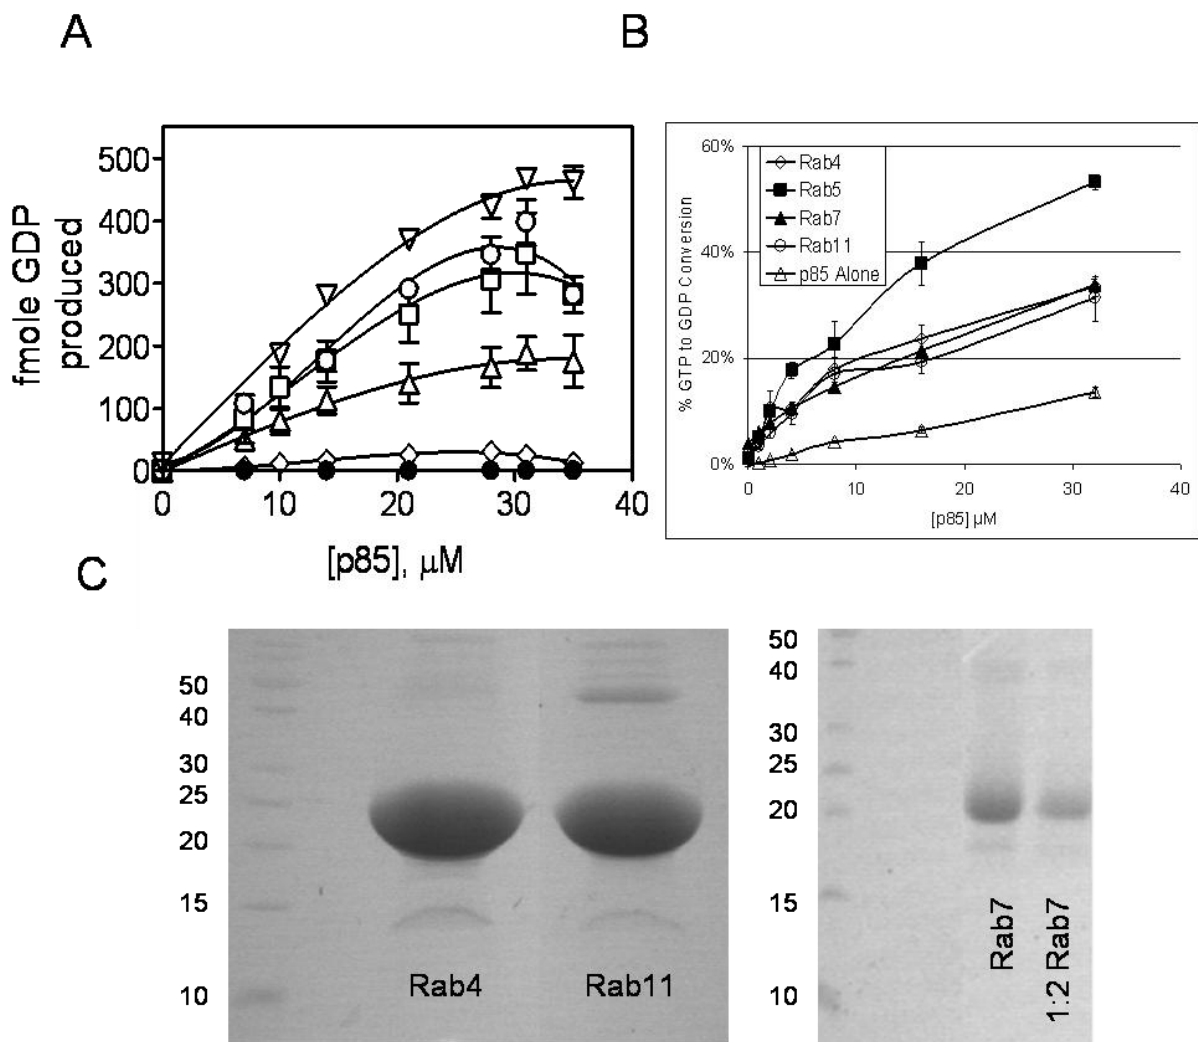 A
B
fmole GDP
produced
500
400
300
200
100
0
0 10 20 30 40
[p85], μM
% GTP to GDP Conversion
60%
40%
20%
0%
Rab4
Rab5
Rab7
Rab11
p85 Alone
0 10 20 30 40
[p85] μM
C
50
40
30
25
20
15
10
Rab4 Rab11
50
40
30
25
20
15
10
Rab7
1:2 Rab7